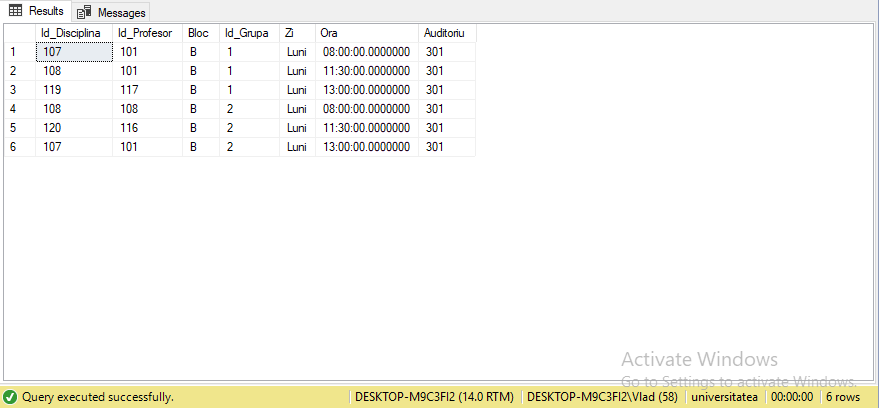 Results Messages
Id_Disciplina Id_Profesor Bloc Id_Grupa Zi Ora Auditoriu
1 107 101 B 1 Luni 08:00:00.0000000 301
2 108 101 B 1 Luni 11:30:00.0000000 301
3 119 117 B 1 Luni 13:00:00.0000000 301
4 108 108 B 2 Luni 08:00:00.0000000 301
5 120 116 B 2 Luni 11:30:00.0000000 301
6 107 101 B 2 Luni 13:00:00.0000000 301
Activate Windows
Go to Settings to activate Windows.
Query executed successfully. DESKTOP-M9C3FI2 (14.0 RTM) DESKTOP-M9C3FI2\Vlad (58) universitatea 00:00:00 6 rows